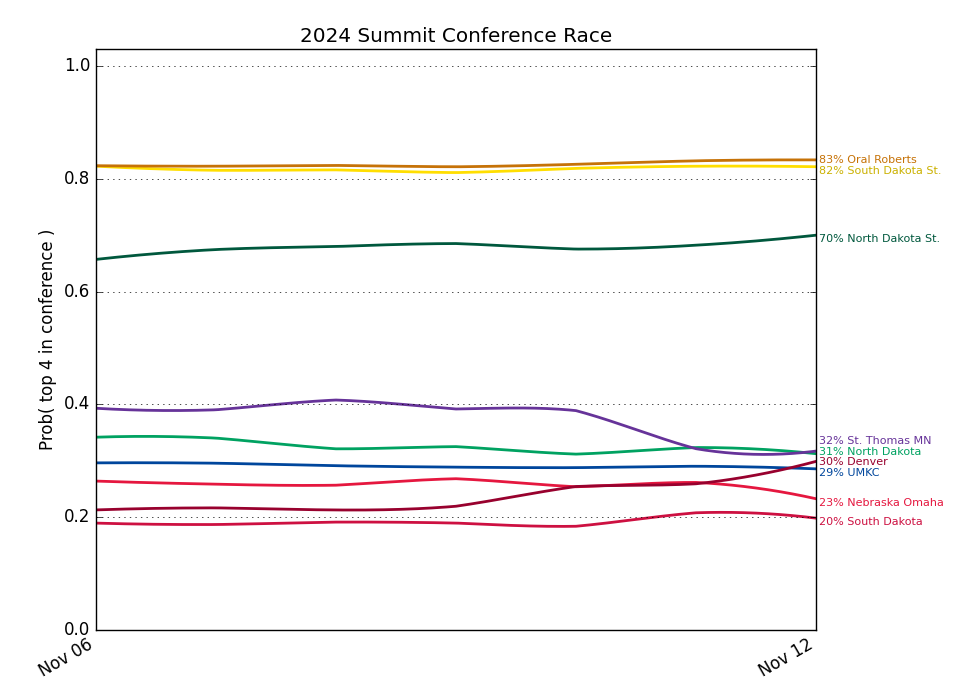 2024 Summit Conference Race
Prob( top 4 in conference )
1.0
0.8
0.6
0.4
0.2
0.0
Nov 06
Nov 12
83% Oral Roberts
82% South Dakota St.
70% North Dakota St.
32% St. Thomas MN
31% North Dakota
30% Denver
29% UMKC
23% Nebraska Omaha
20% South Dakota